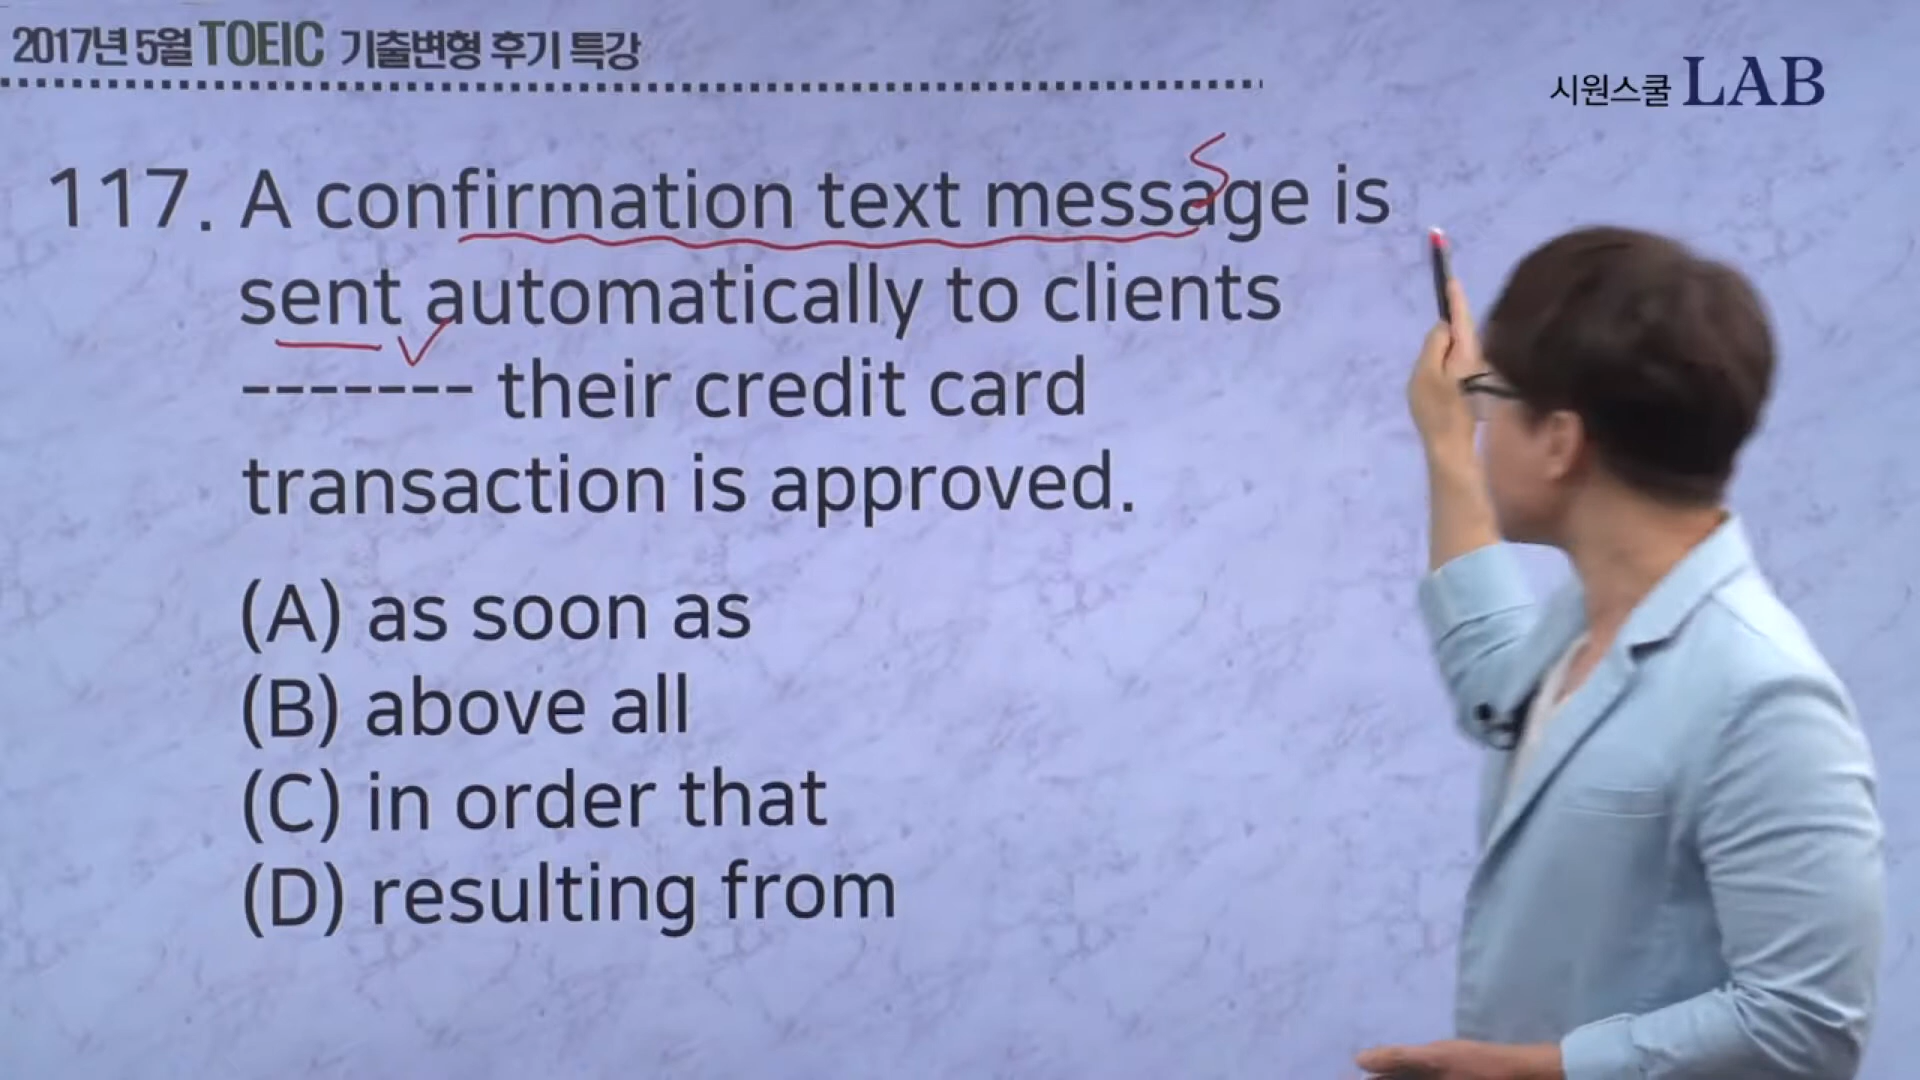 2017년 5월 TOEIC 기출변형 후기 특강
시원스쿨 LAB
117. A confirmation text message is
sent automatically to clients
------- their credit card
transaction is approved.
(A) as soon as
(B) above all
(C) in order that
(D) resulting from
S